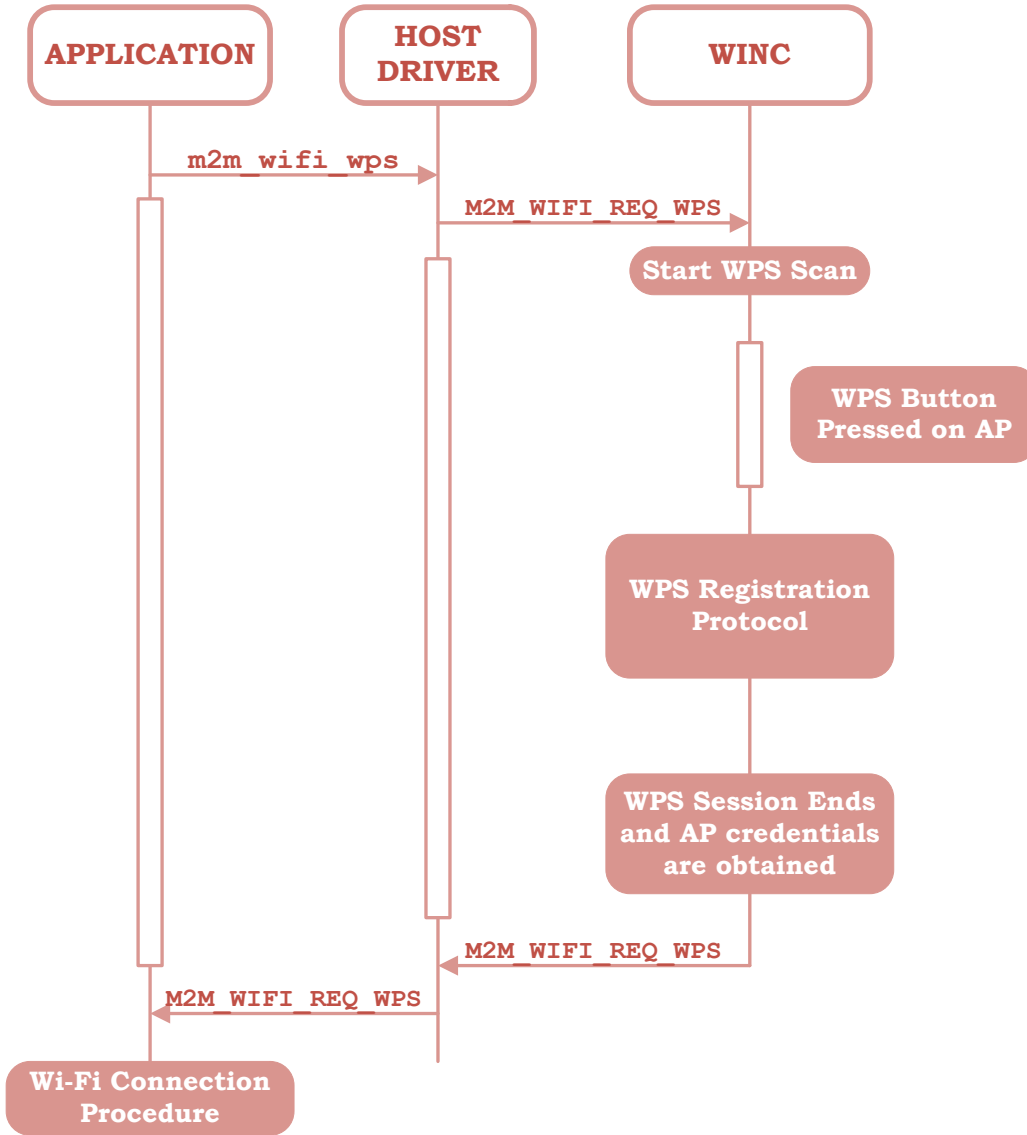 APPLICATION
HOST
DRIVER
WINC
m2m_wifi_wps
M2M_WIFI_REQ_WPS
Start WPS Scan
WPS Button
Pressed on AP
WPS Registration
Protocol
WPS Session Ends
and AP credentials
are obtained
M2M_WIFI_REQ_WPS
M2M_WIFI_REQ_WPS
Wi-Fi Connection
Procedure